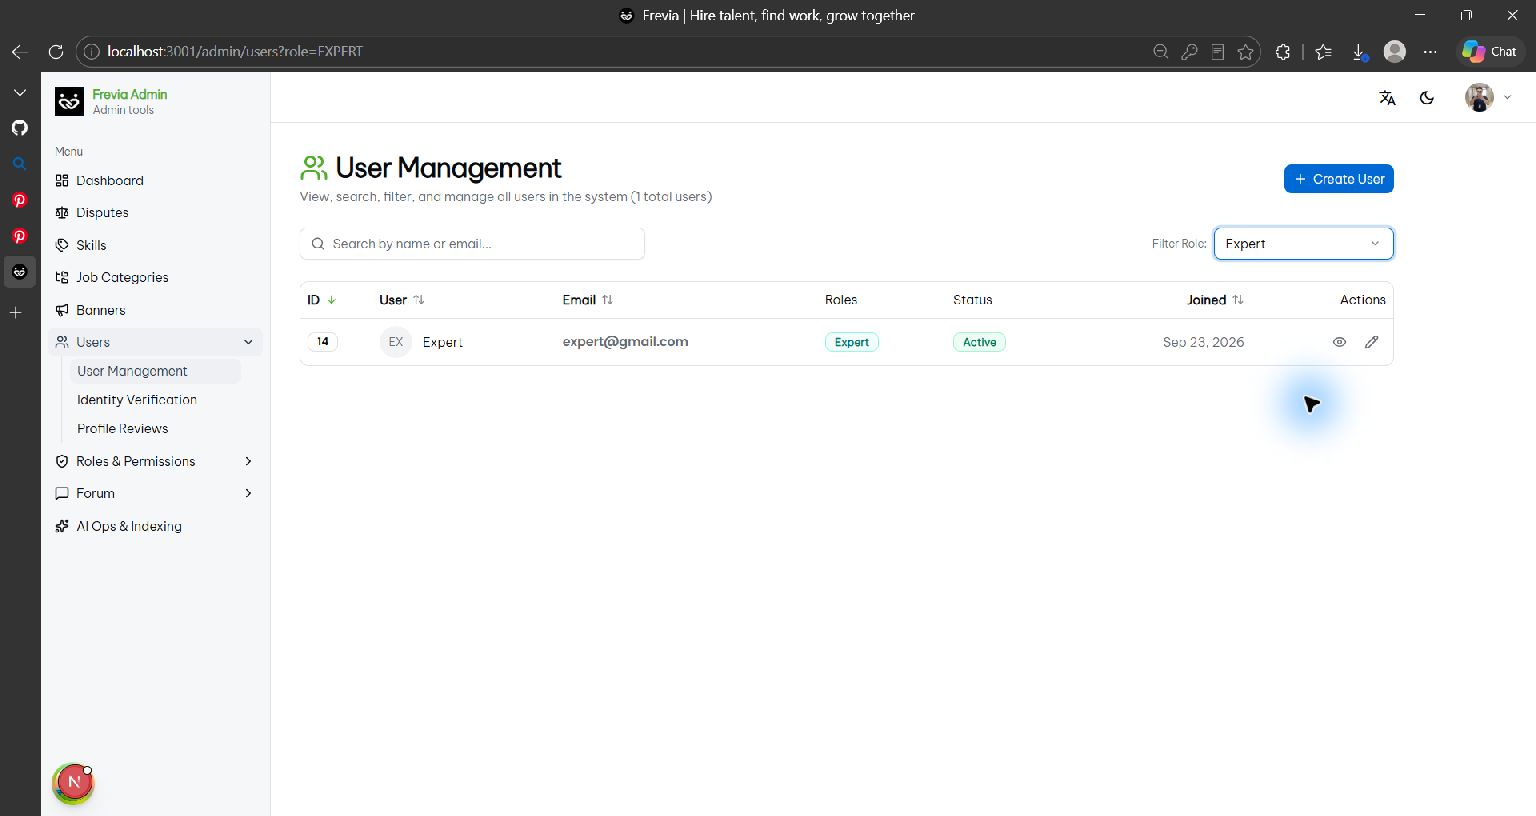 Frevia | Hire talent, find work, grow together
localhost:3001/admin/users?role=EXPERT
Chat
Frevia Admin
Admin tools
Menu
Dashboard
Disputes
Skills
Job Categories
Banners
Users
User Management
Identity Verification
Profile Reviews
Roles & Permissions
Forum
AI Ops & Indexing
N
User Management
View, search, filter, and manage all users in the system (1 total users)
+ Create User
Search by name or email...
Filter Role: Expert
ID User Email Roles Status Joined Actions
14 EX Expert expert@gmail.com Expert Active Sep 23, 2026